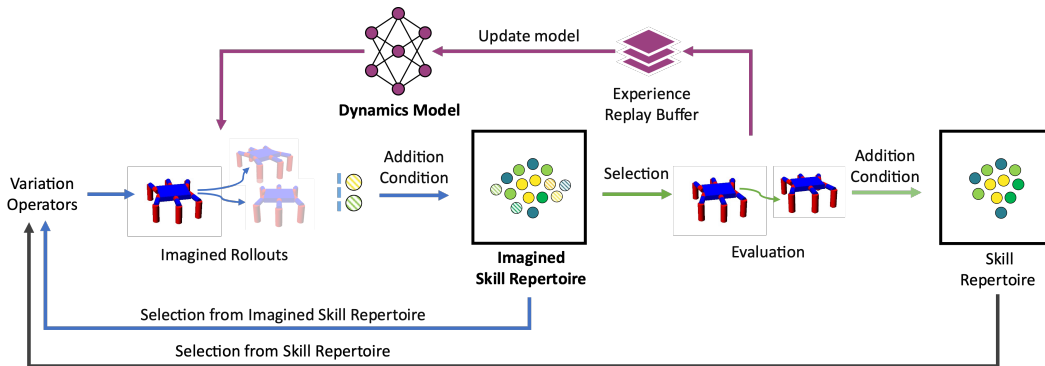 Update model
Dynamics Model
Experience
Replay Buffer
Variation
Operators
Imagined Rollouts
Addition
Condition
Imagined
Skill Repertoire
Selection
Evaluation
Addition
Condition
Skill
Repertoire
Selection from Imagined Skill Repertoire
Selection from Skill Repertoire